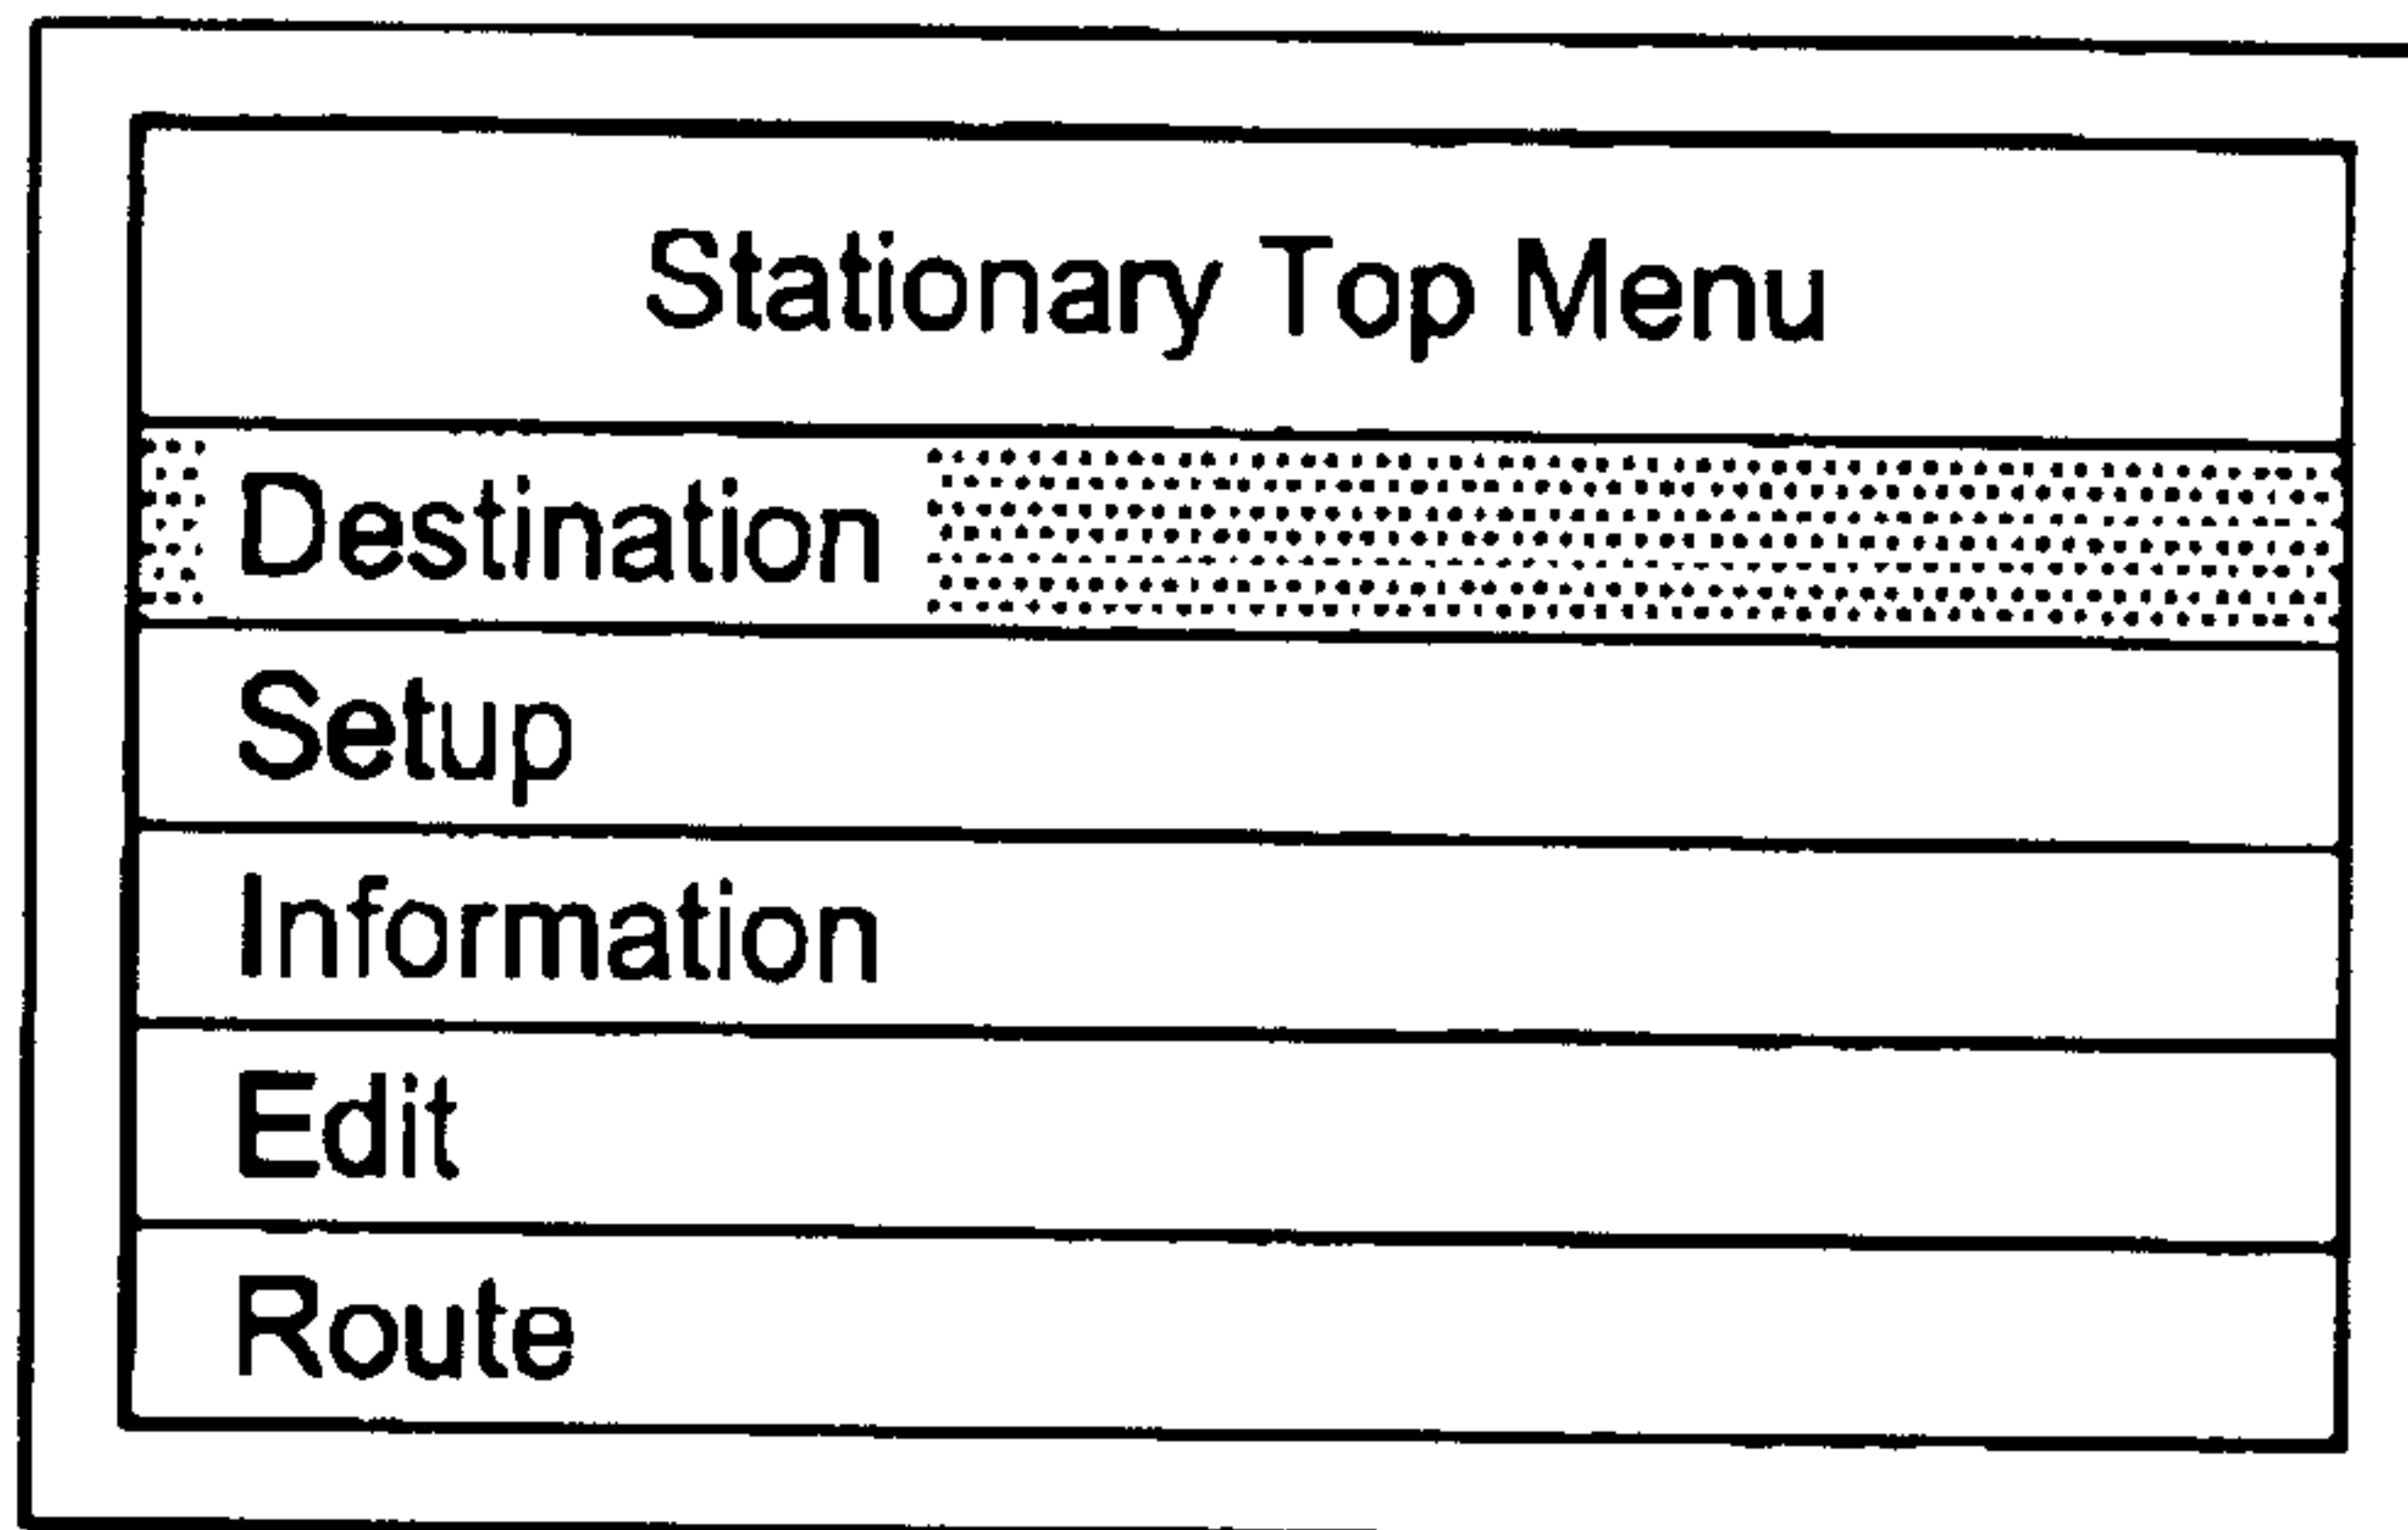 Stationary Top Menu
Destination
Setup
Information
Edit
Route